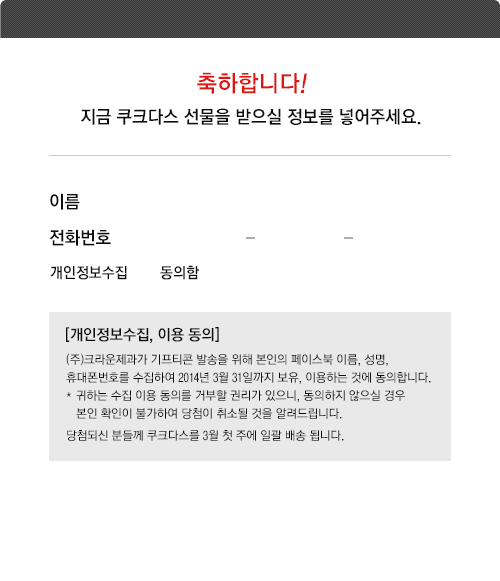 축하합니다!
지금 쿠크다스 선물을 받으실 정보를 넣어주세요.
이름
전화번호 – –
개인정보수집 동의함
[개인정보수집, 이용 동의]
(주)크라운제과가 기프티콘 발송을 위해 본인의 페이스북 이름, 성명,
휴대폰번호를 수집하여 2014년 3월 31일까지 보유, 이용하는 것에 동의합니다.
* 귀하는 수집 이용 동의를 거부할 권리가 있으니, 동의하지 않으실 경우
본인 확인이 불가하여 당첨이 취소될 것을 알려드립니다.
당첨되신 분들께 쿠크다스를 3월 첫 주에 일괄 배송 됩니다.